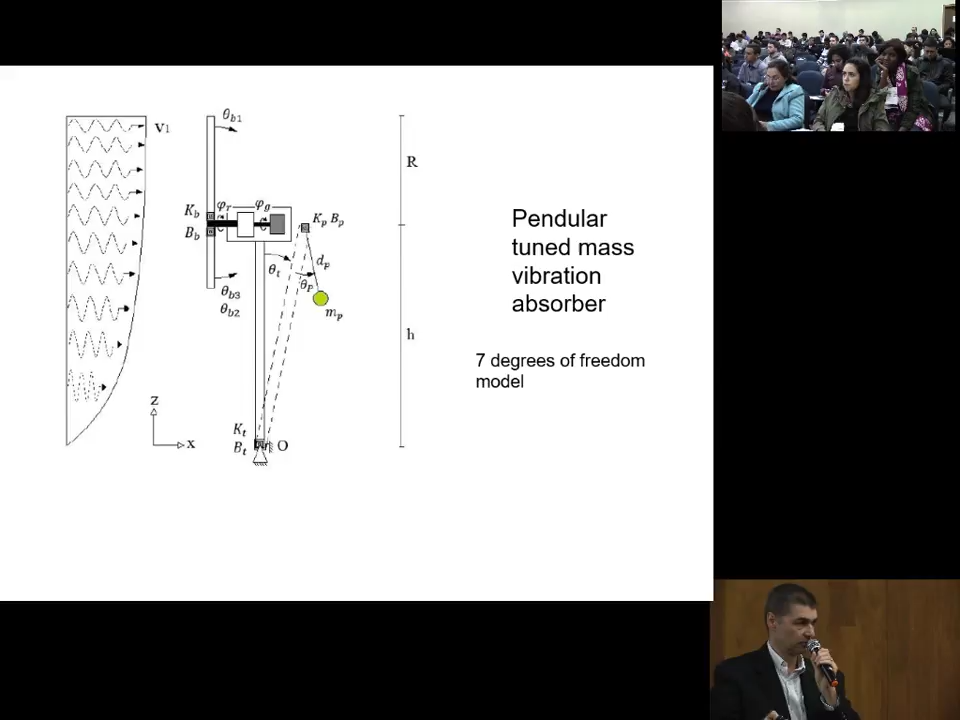 θb1
V1
R
φr
φg
Kb
Kp Bp
Bb
θt
dp
θp
θb3
mp
θb2
h
z
x
Kt
Bt
O
Pendular
tuned mass
vibration
absorber
7 degrees of freedom
model